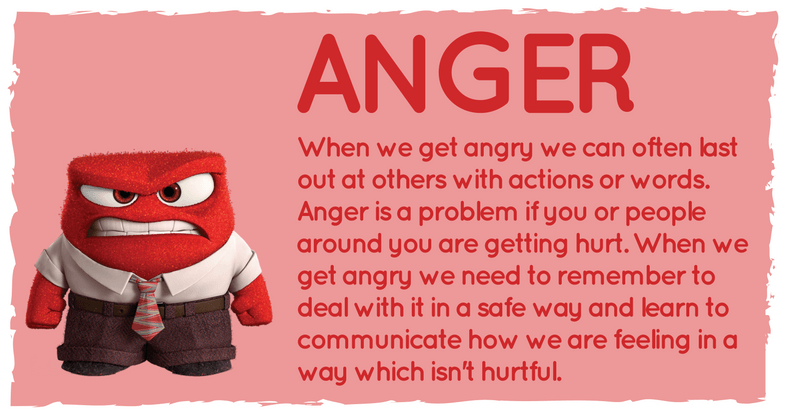 ANGER
When we get angry we can often last
out at others with actions or words.
Anger is a problem if you or people
around you are getting hurt. When we
get angry we need to remember to
deal with it in a safe way and learn to
communicate how we are feeling in a
way which isn't hurtful.